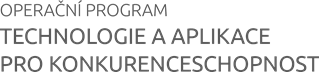 OPERAČNÍ PROGRAM
TECHNOLOGIE A APLIKACE
PRO KONKURENCESCHOPNOST